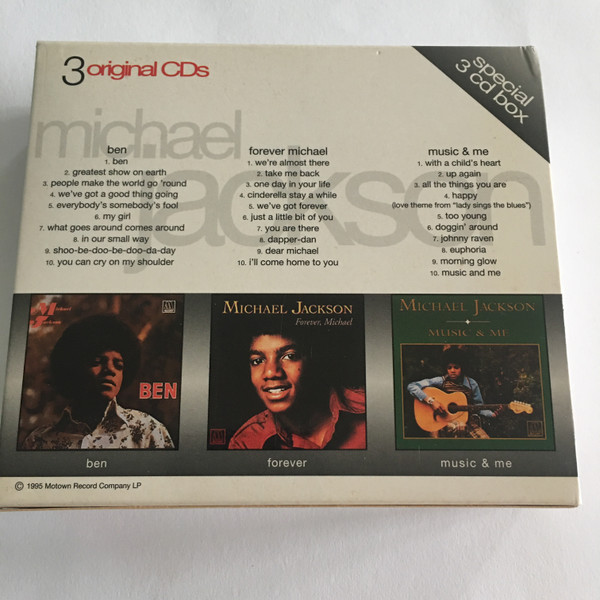 3 original CDs
special
3 cd box
michael
jackson
ben
1. ben
2. greatest show on earth
3. people make the world go 'round
4. we've got a good thing going
5. everybody's somebody's fool
6. my girl
7. what goes around comes around
8. in our small way
9. shoo-be-doo-be-doo-da-day
10. you can cry on my shoulder
forever michael
1. we're almost there
2. take me back
3. one day in your life
4. cinderella stay a while
5. we've got forever
6. just a little bit of you
7. you are there
8. dapper-dan
9. dear michael
10. i'll come home to you
music & me
1. with a child's heart
2. up again
3. all the things you are
4. happy
(love theme from "lady sings the blues")
5. too young
6. doggin' around
7. johnny raven
8. euphoria
9. morning glow
10. music and me
BEN
MICHAEL JACKSON
Forever, Michael
MICHAEL JACKSON
MUSIC & ME
ben
forever
music & me
© 1995 Motown Record Company LP